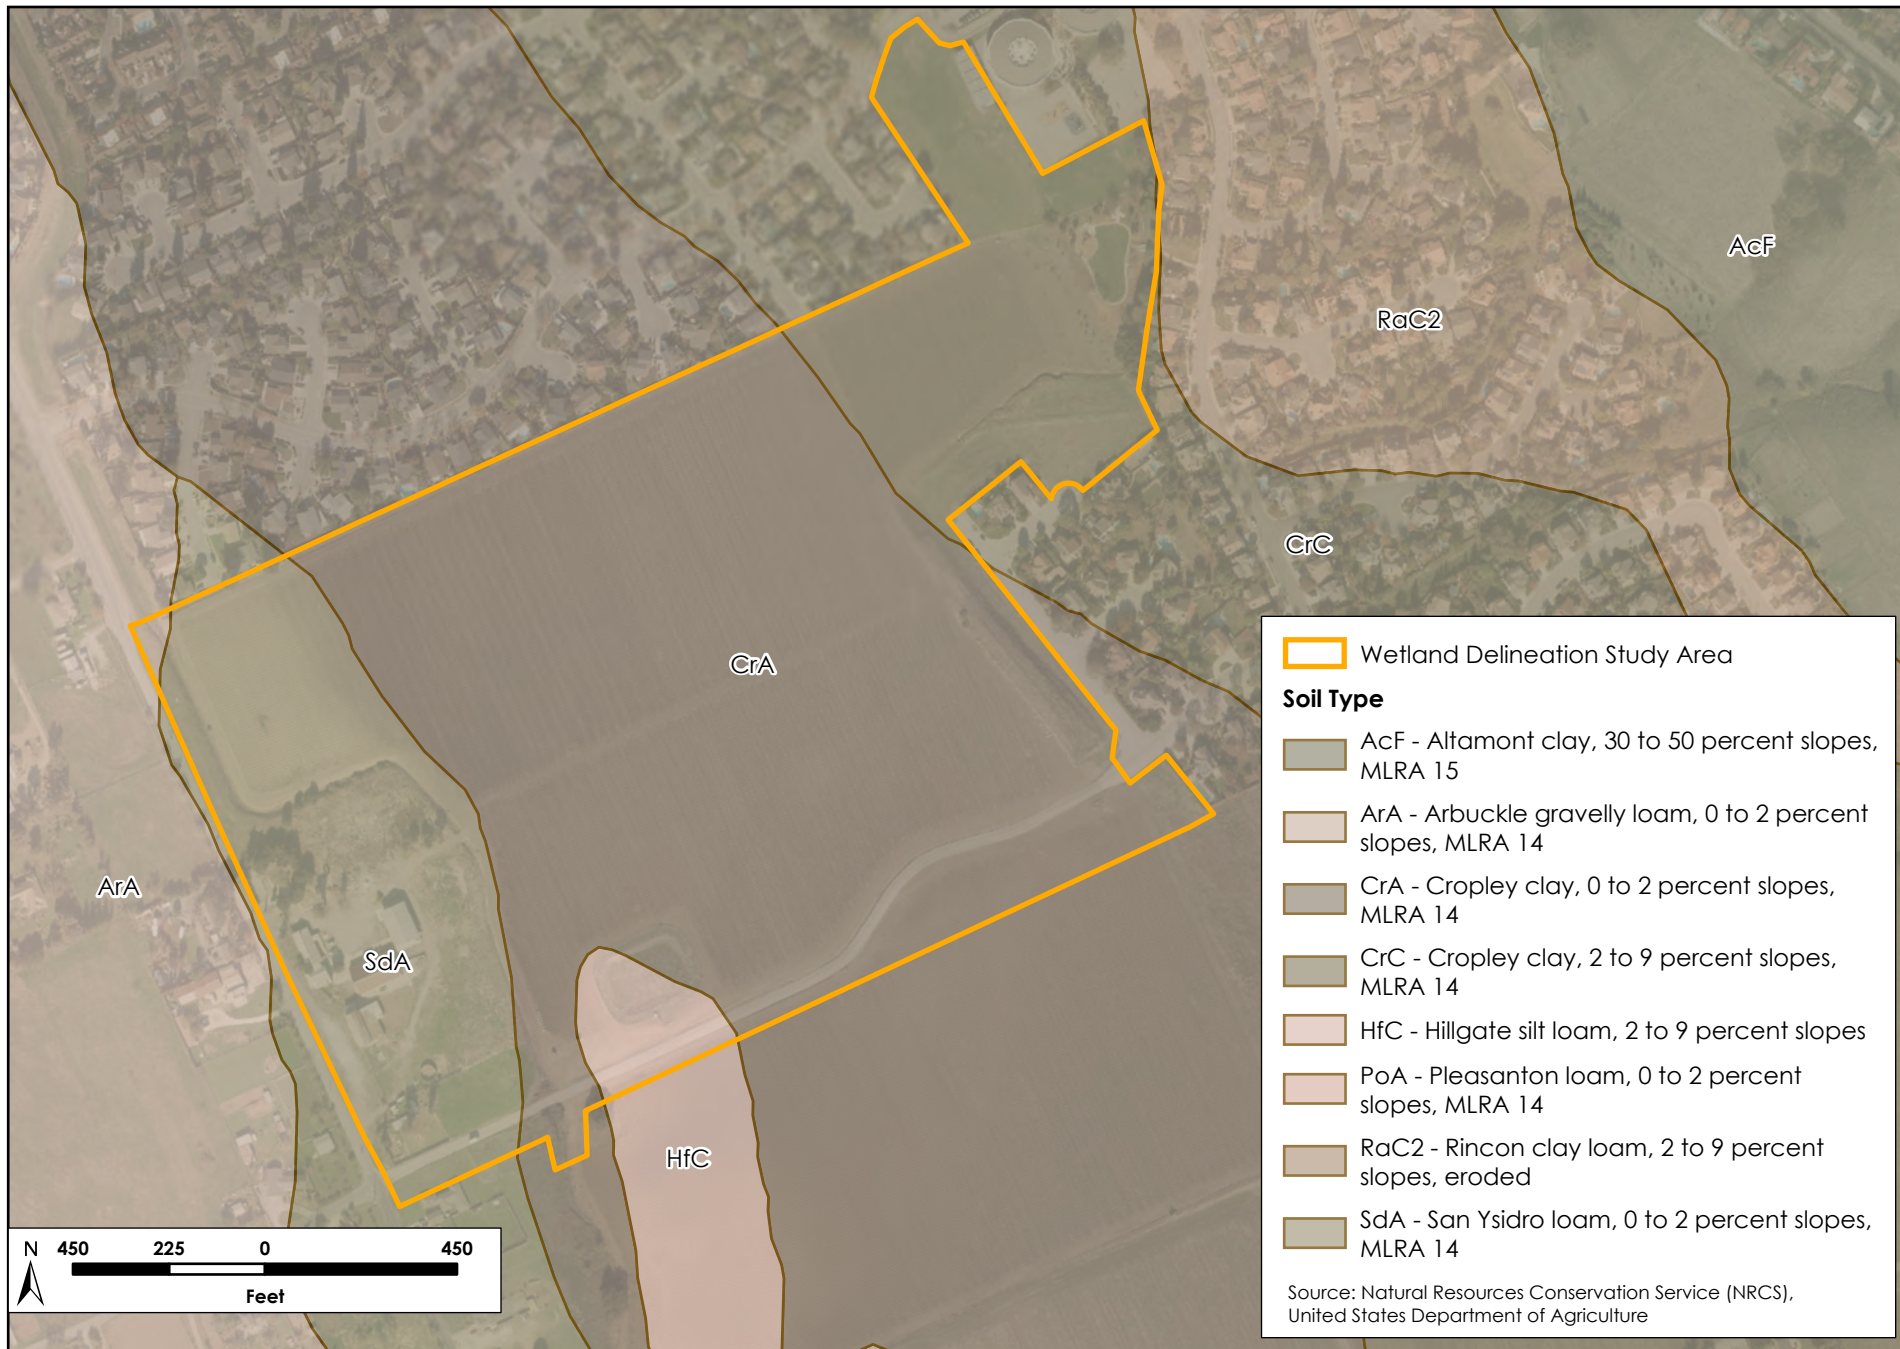 AcF
RaC2
CrC
CrA
ArA
SdA
HfC
Wetland Delineation Study Area
Soil Type
AcF - Altamont clay, 30 to 50 percent slopes,
MLRA 15
ArA - Arbuckle gravelly loam, 0 to 2 percent
slopes, MLRA 14
CrA - Cropley clay, 0 to 2 percent slopes,
MLRA 14
CrC - Cropley clay, 2 to 9 percent slopes,
MLRA 14
HfC - Hillgate silt loam, 2 to 9 percent slopes
PoA - Pleasanton loam, 0 to 2 percent
slopes, MLRA 14
RaC2 - Rincon clay loam, 2 to 9 percent
slopes, eroded
SdA - San Ysidro loam, 0 to 2 percent slopes,
MLRA 14
Source: Natural Resources Conservation Service (NRCS),
United States Department of Agriculture
N 450 225 0 450
Feet